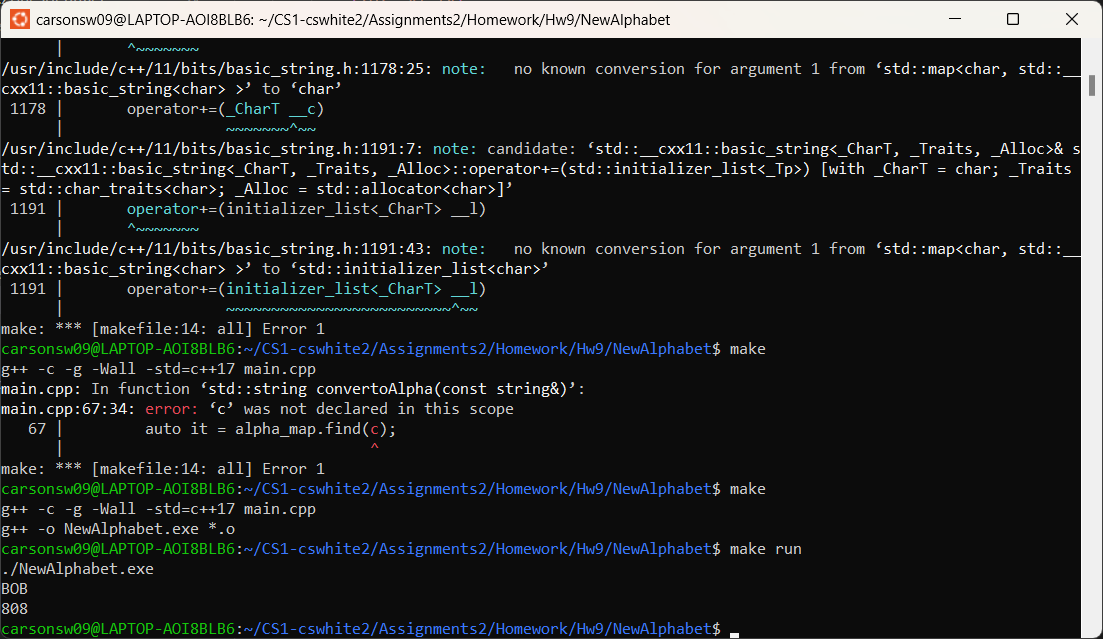 carsonsw09@LAPTOP-AOI8BLB6: ~/CS1-cswhite2/Assignments2/Homework/Hw9/NewAlphabet
      |       ^~~~~~~~
/usr/include/c++/11/bits/basic_string.h:1178:25: note:   no known conversion for argument 1 from ‘std::map<char, std::__
cxx11::basic_string<char> >’ to ‘char’
 1178 |       operator+=(_CharT __c)
      |                  ~~~~~~~^~~
/usr/include/c++/11/bits/basic_string.h:1191:7: note: candidate: ‘std::__cxx11::basic_string<_CharT, _Traits, _Alloc>& s
td::__cxx11::basic_string<_CharT, _Traits, _Alloc>::operator+=(std::initializer_list<_Tp>) [with _CharT = char; _Traits
= std::char_traits<char>; _Alloc = std::allocator<char>]’
 1191 |       operator+=(initializer_list<_CharT> __l)
      |       ^~~~~~~~
/usr/include/c++/11/bits/basic_string.h:1191:43: note:   no known conversion for argument 1 from ‘std::map<char, std::__
cxx11::basic_string<char> >’ to ‘std::initializer_list<char>’
 1191 |       operator+=(initializer_list<_CharT> __l)
      |                  ~~~~~~~~~~~~~~~~~~~~~~~~~^~~
make: *** [makefile:14: all] Error 1
carsonsw09@LAPTOP-AOI8BLB6:~/CS1-cswhite2/Assignments2/Homework/Hw9/NewAlphabet$ make
g++ -c -g -Wall -std=c++17 main.cpp
main.cpp: In function ‘std::string convertoAlpha(const string&)’:
main.cpp:67:34: error: ‘c’ was not declared in this scope
   67 |         auto it = alpha_map.find(c);
      |                                  ^
make: *** [makefile:14: all] Error 1
carsonsw09@LAPTOP-AOI8BLB6:~/CS1-cswhite2/Assignments2/Homework/Hw9/NewAlphabet$ make
g++ -c -g -Wall -std=c++17 main.cpp
g++ -o NewAlphabet.exe *.o
carsonsw09@LAPTOP-AOI8BLB6:~/CS1-cswhite2/Assignments2/Homework/Hw9/NewAlphabet$ make run
./NewAlphabet.exe
BOB
808
carsonsw09@LAPTOP-AOI8BLB6:~/CS1-cswhite2/Assignments2/Homework/Hw9/NewAlphabet$